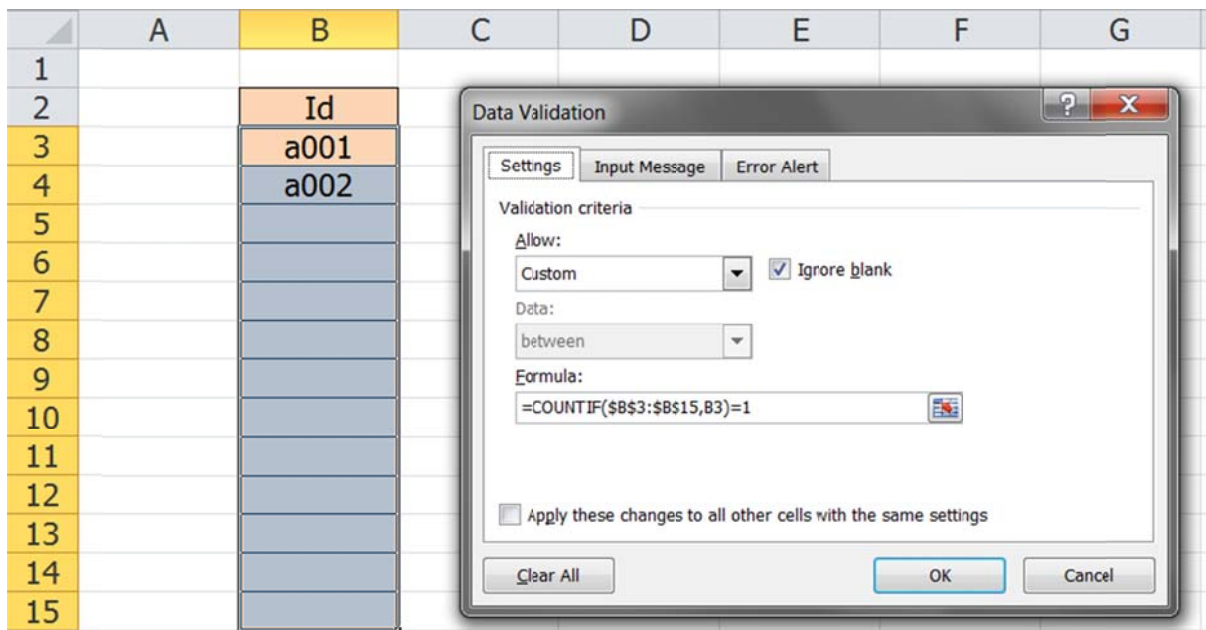 A B C D E F G
1
2 Id
3 a001
4 a002
5
6
7
8
9
10
11
12
13
14
15
Data Validation
?
X
Settings Input Message Error Alert
Validation criteria
Allow:
Custom Ignore blank
Data:
between
Formula:
=COUNTIF($B$3:$B$15,B3)=1
Apply these changes to all other cells with the same settings
Clear All OK Cancel